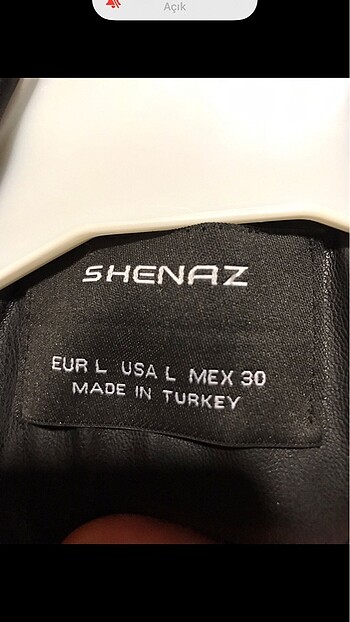 Açık
SHENAZ
EUR L USA L MEX 30
MADE IN TURKEY